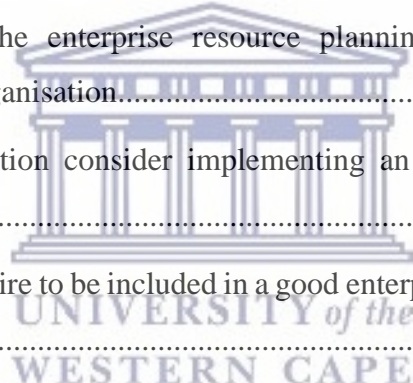 he enterprise resource plannin
ganisation....................................
tion consider implementing an
....................................................
ire to be included in a good enterp
UNIVERSITY of the
....................................................
WESTERN CAPE